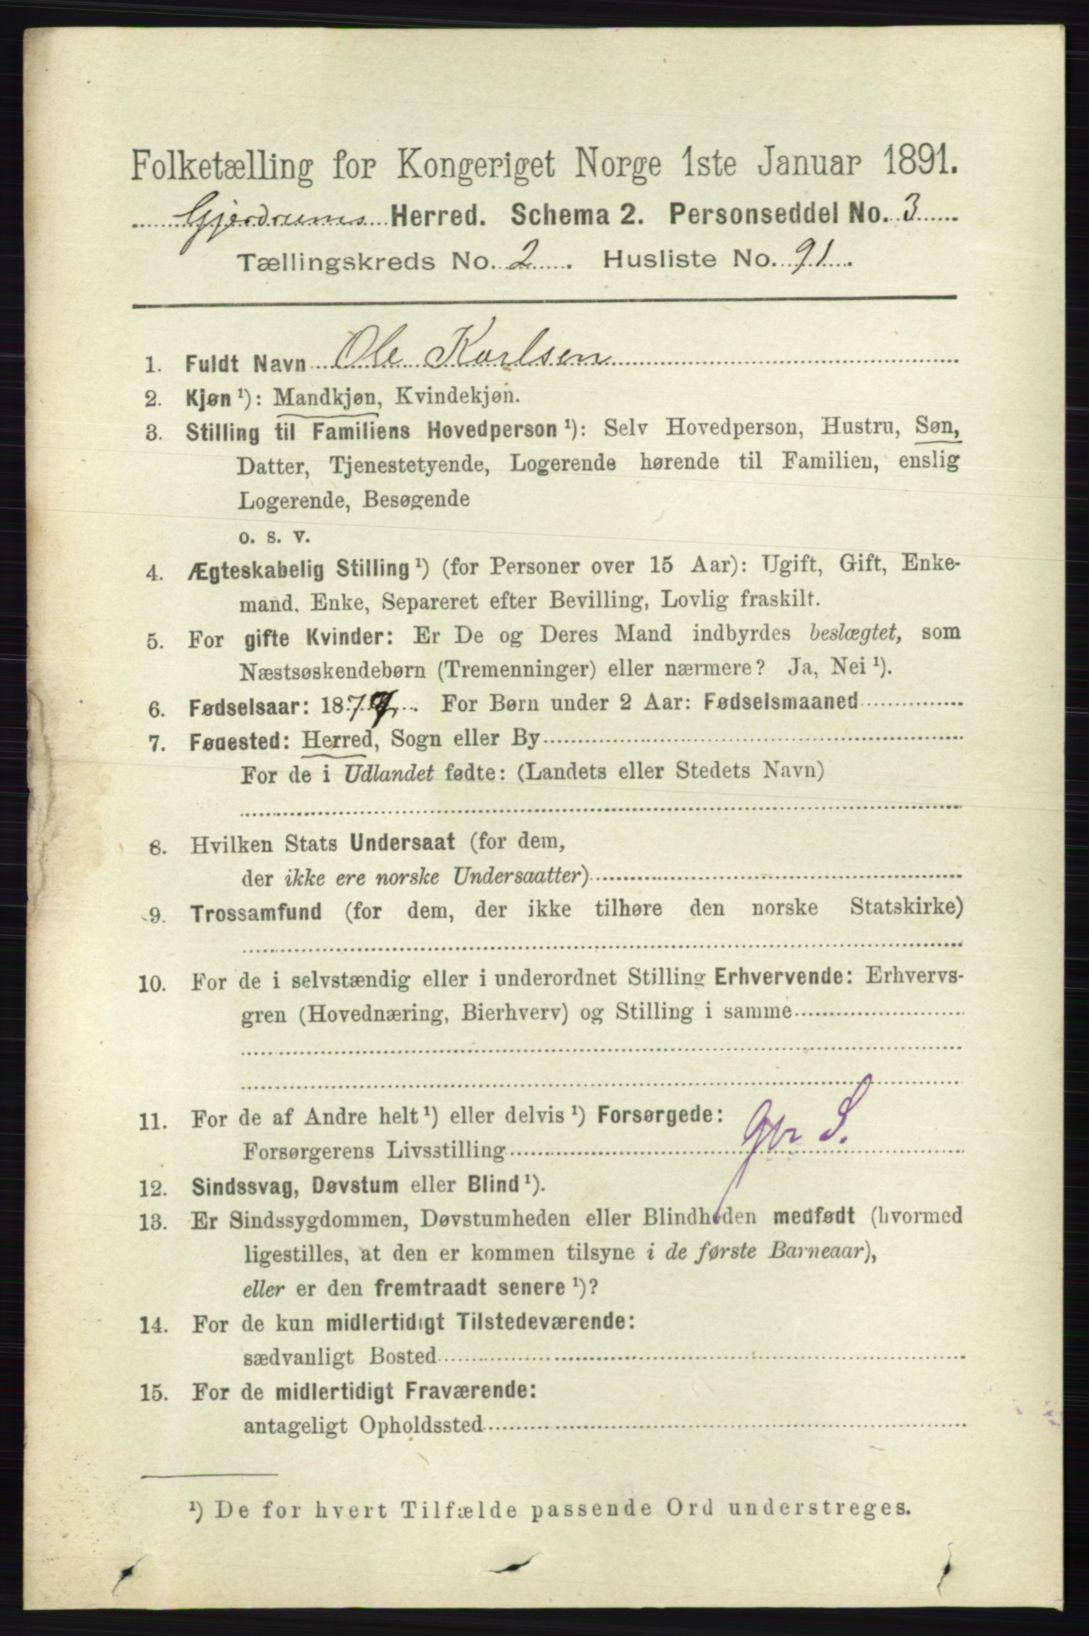 Folketælling for Kongeriget Norge 1ste Januar 1891.
Gjerdrums Herred. Schema 2. Personseddel No. 3
Tællingskreds No. 2. Husliste No. 91.
1. Fuldt Navn Ole Karlsen
2. Kjøn ¹): Mandkjøn, Kvindekjøn.
3. Stilling til Familiens Hovedperson ¹): Selv Hovedperson, Hustru, Søn,
Datter, Tjenestetyende, Logerende hørende til Familien, enslig
Logerende, Besøgende
o. s. v.
4. Ægteskabelig Stilling ¹) (for Personer over 15 Aar): Ugift, Gift, Enke-
mand, Enke, Separeret efter Bevilling, Lovlig fraskilt.
5. For gifte Kvinder: Er De og Deres Mand indbyrdes beslægtet, som
Næstsøskendebørn (Tremenninger) eller nærmere? Ja, Nei ¹).
6. Fødselsaar: 187 . For Børn under 2 Aar: Fødselsmaaned
7. Fødested: Herred, Sogn eller By
For de i Udlandet fødte: (Landets eller Stedets Navn)
8. Hvilken Stats Undersaat (for dem,
der ikke ere norske Undersaatter)
9. Trossamfund (for dem, der ikke tilhøre den norske Statskirke)
10. For de i selvstændig eller i underordnet Stilling Erhvervende: Erhvervs-
gren (Hovednæring, Bierhverv) og Stilling i samme
11. For de af Andre helt ¹) eller delvis ¹) Forsørgede:
Forsørgerens Livsstilling S.
12. Sindssvag, Døvstum eller Blind ¹).
13. Er Sindssygdommen, Døvstumheden eller Blindheden medfødt (hvormed
ligestilles, at den er kommen tilsyne i de første Barneaar),
eller er den fremtraadt senere ¹)?
14. For de kun midlertidigt Tilstedeværende:
sædvanligt Bosted
15. For de midlertidigt Fraværende:
antageligt Opholdssted
¹) De for hvert Tilfælde passende Ord understreges.